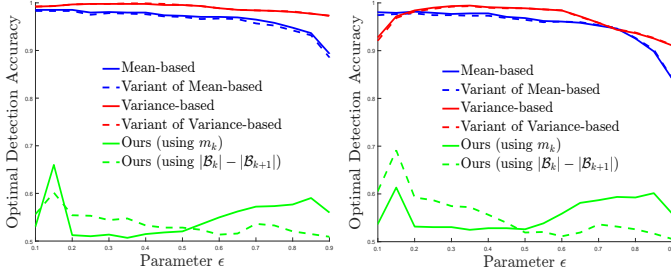 Optimal Detection Accuracy
1
0.9
0.8
0.7
0.6
0.5
Mean-based
Variant of Mean-based
Variance-based
Variant of Variance-based
Ours (using m_k)
Ours (using |B_k| − |B_{k+1}|)
0.1 0.2 0.3 0.4 0.5 0.6 0.7 0.8 0.9
Parameter ϵ
Optimal Detection Accuracy
1
0.9
0.8
0.7
0.6
0.5
Mean-based
Variant of Mean-based
Variance-based
Variant of Variance-based
Ours (using m_k)
Ours (using |B_k| − |B_{k+1}|)
0.1 0.2 0.3 0.4 0.5 0.6 0.7 0.8 0.9
Parameter ϵ